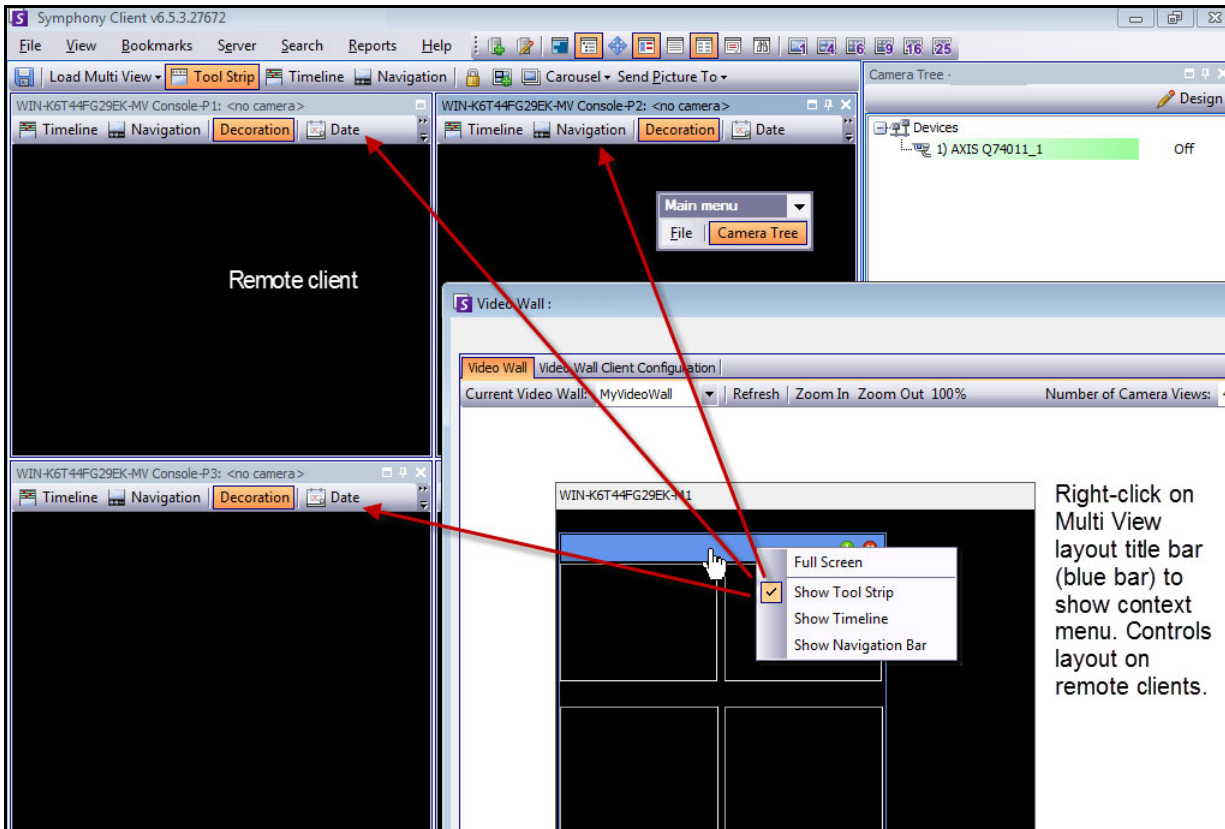 Symphony Client v6.5.3.27672
File View Bookmarks Server Search Reports Help
Load Multi View Tool Strip Timeline Navigation Carousel Send Picture To
Camera Tree -
Design
WIN-K6T44FG29EK-MV Console-P1: <no camera>
WIN-K6T44FG29EK-MV Console-P2: <no camera>
Timeline Navigation Decoration Date
Timeline Navigation Decoration Date
Devices
1) AXIS Q74011_1 Off
Main menu
File Camera Tree
Remote client
Video Wall :
Video Wall Video Wall Client Configuration
Current Video Wall: MyVideoWall Refresh Zoom In Zoom Out 100% Number of Camera Views:
WIN-K6T44FG29EK-MV Console-P3: <no camera>
Timeline Navigation Decoration Date
WIN-K6T44FG29EK-M1
Full Screen
Show Tool Strip
Show Timeline
Show Navigation Bar
Right-click on
Multi View
layout title bar
(blue bar) to
show context
menu. Controls
layout on
remote clients.